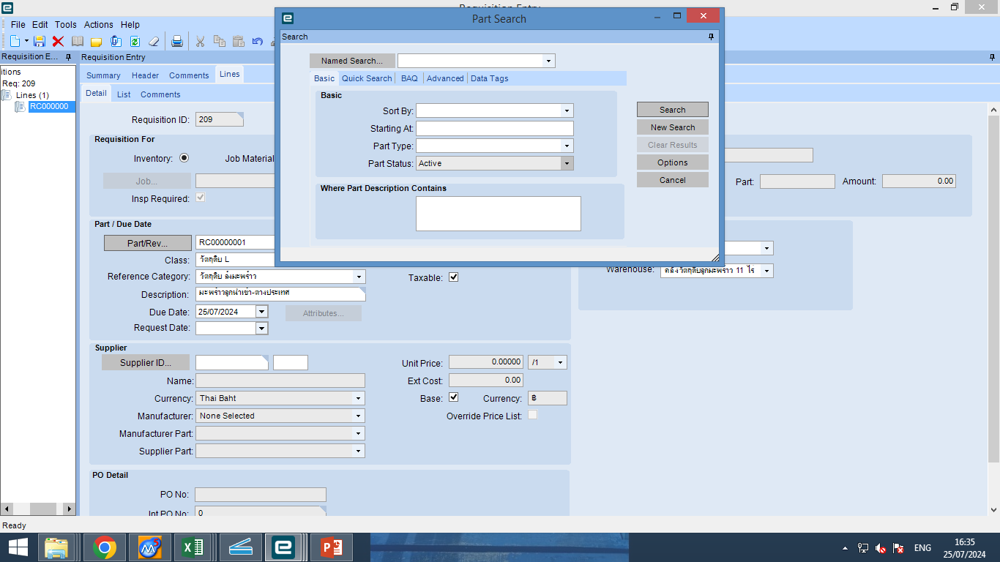 Requisition Entry
File Edit Tools Actions Help
Requisition E... Requisition Entry
itions
Req: 209
Lines (1)
RC000000
Summary Header Comments Lines
Detail List Comments
Requisition ID: 209
Requisition For
Inventory: Job Material
Job...
Insp Required:
Part: Amount: 0.00
Part / Due Date
Part/Rev... RC00000001
Class: วัตถุดิบ L
Reference Category: วัตถุดิบ ล้งมะพร้าว
Taxable:
Warehouse: คลังวัตถุดิบลูกมะพร้าว 11 ไร่
Description: มะพร้าวลูกนำเข้า-ต่างประเทศ
Due Date: 25/07/2024 Attributes...
Request Date:
Supplier
Supplier ID...
Unit Price: 0.00000 /1
Name:
Ext Cost: 0.00
Currency: Thai Baht
Base: Currency: ฿
Manufacturer: None Selected
Override Price List:
Manufacturer Part:
Supplier Part:
PO Detail
PO No:
Int PO No: 0
Ready
Part Search
Search
Named Search...
Basic Quick Search BAQ Advanced Data Tags
Basic
Sort By:
Starting At:
Part Type:
Part Status: Active
Where Part Description Contains
Search
New Search
Clear Results
Options
Cancel
ENG
16:35
25/07/2024